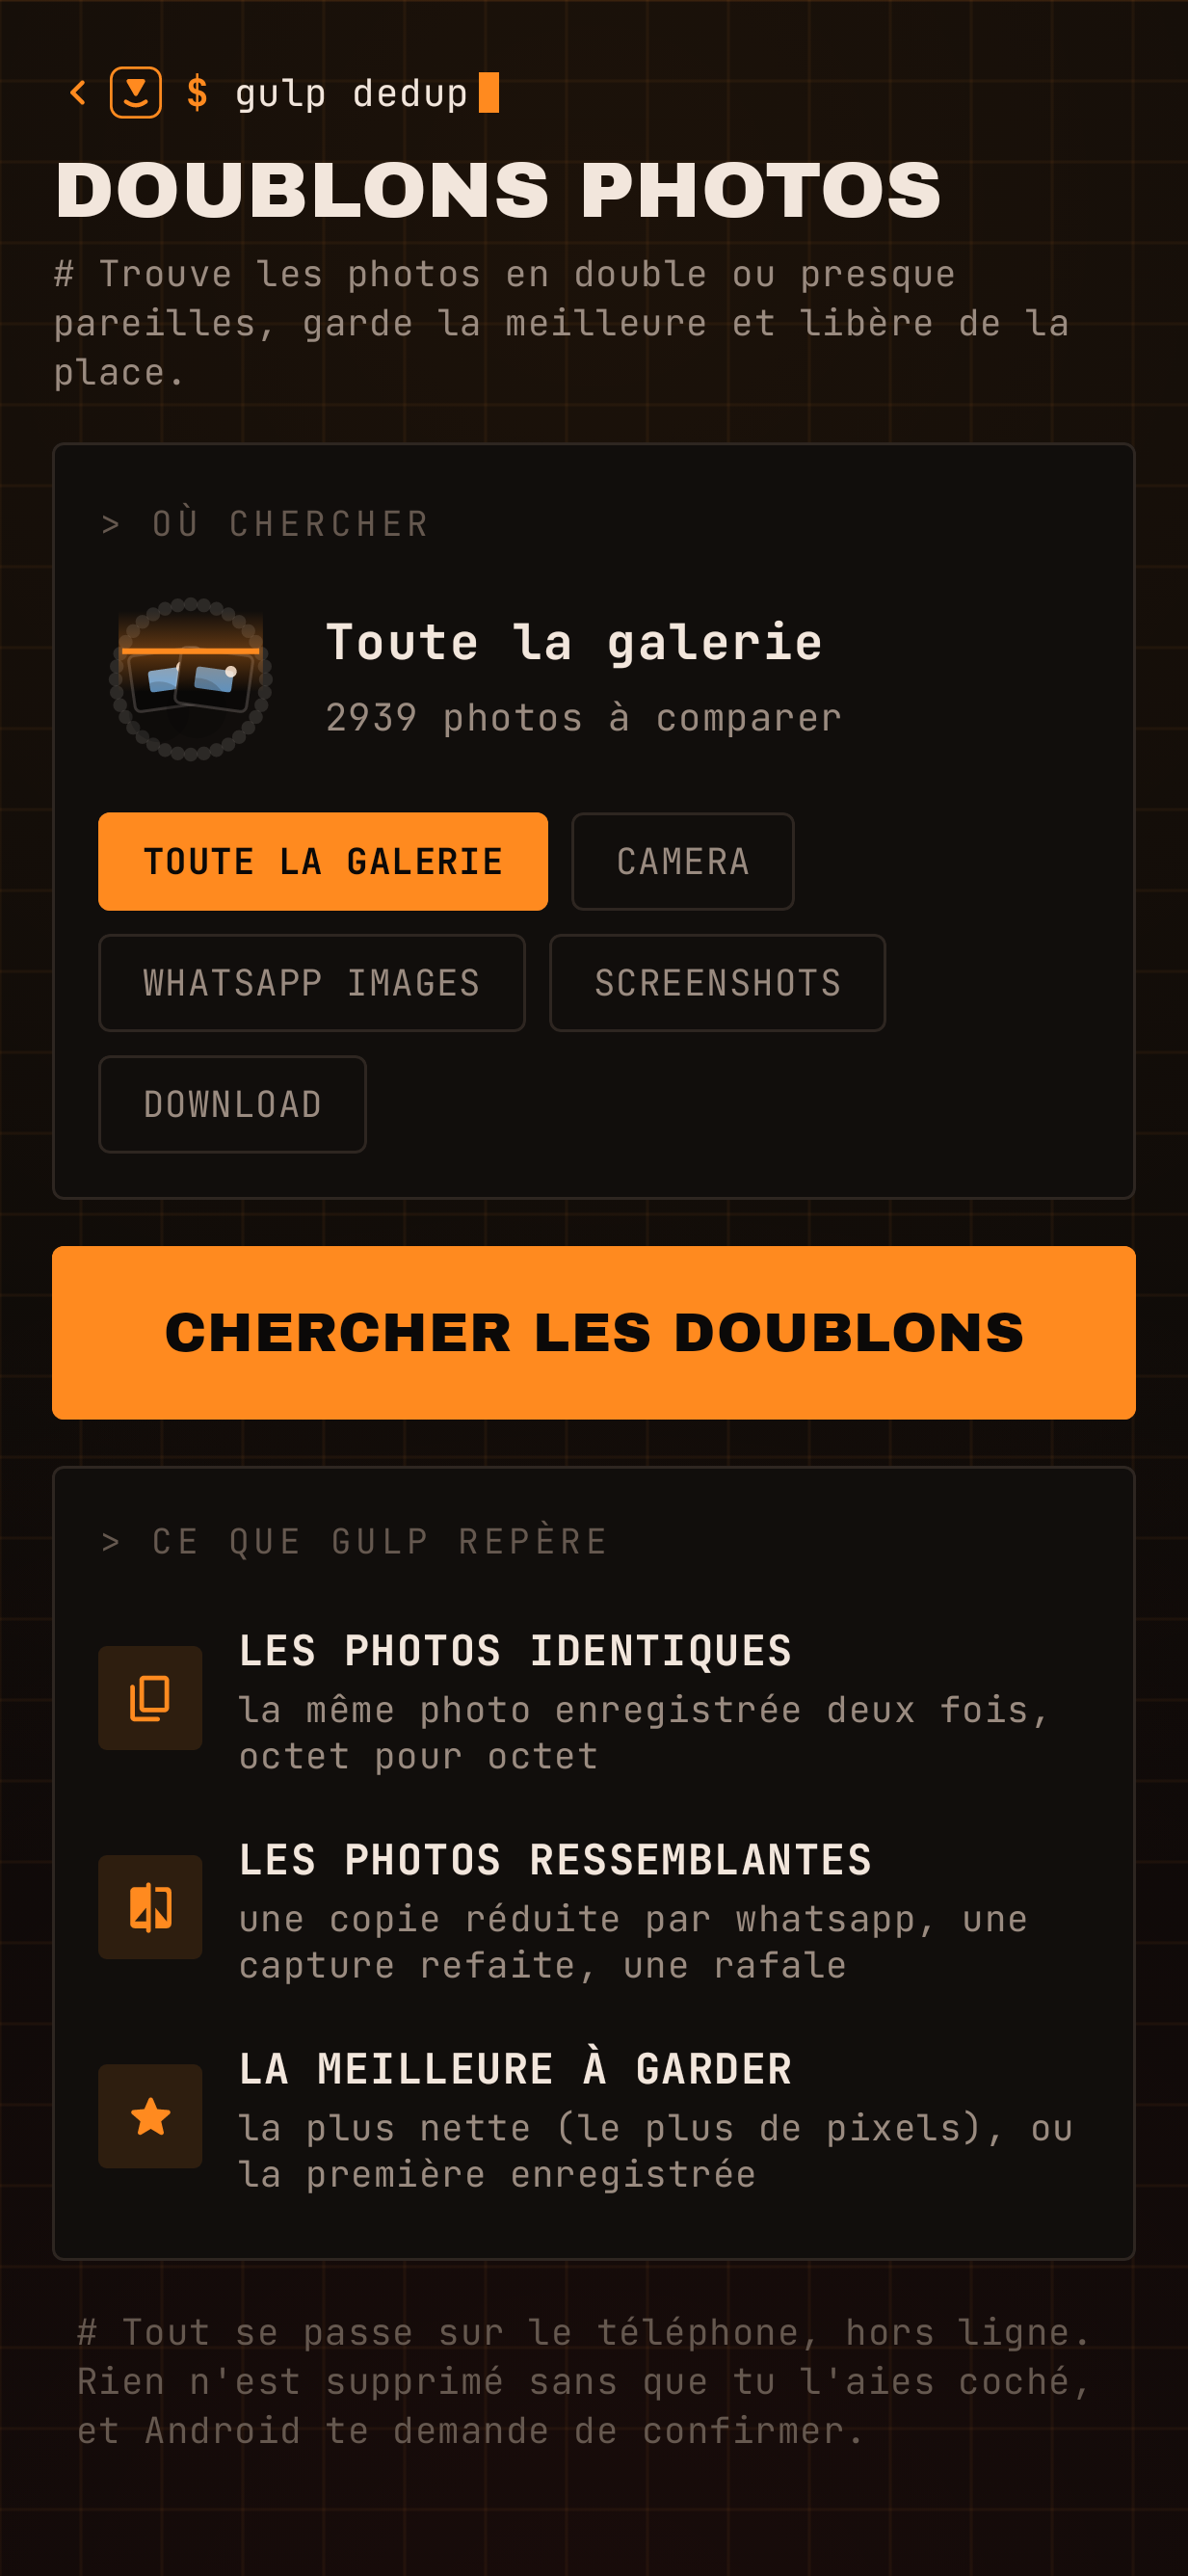 $ gulp dedup
DOUBLONS PHOTOS
# Trouve les photos en double ou presque
pareilles, garde la meilleure et libère de la
place.
> OÙ CHERCHER
Toute la galerie
2939 photos à comparer
TOUTE LA GALERIE
CAMERA
WHATSAPP IMAGES
SCREENSHOTS
DOWNLOAD
CHERCHER LES DOUBLONS
> CE QUE GULP REPÈRE
LES PHOTOS IDENTIQUES
la même photo enregistrée deux fois,
octet pour octet
LES PHOTOS RESSEMBLANTES
une copie réduite par whatsapp, une
capture refaite, une rafale
LA MEILLEURE À GARDER
la plus nette (le plus de pixels), ou
la première enregistrée
# Tout se passe sur le téléphone, hors ligne.
Rien n'est supprimé sans que tu l'aies coché,
et Android te demande de confirmer.